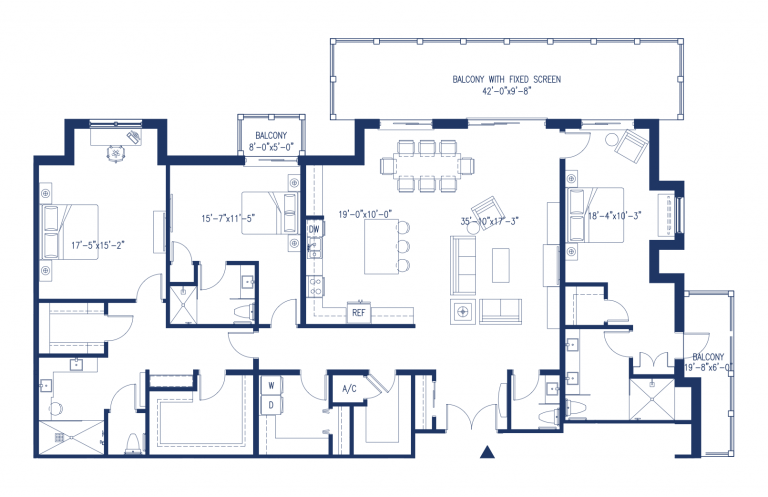 BALCONY WITH FIXED SCREEN
42'-0"x9'-8"
BALCONY
8'-0"x5'-0"
15'-7"x11'-5"
19'-0"x10'-0"
35'-10"x17'-3"
18'-4"x10'-3"
17'-5"x15'-2"
DW
REF
W
D
A/C
BALCONY
19'-8"x6'-0"